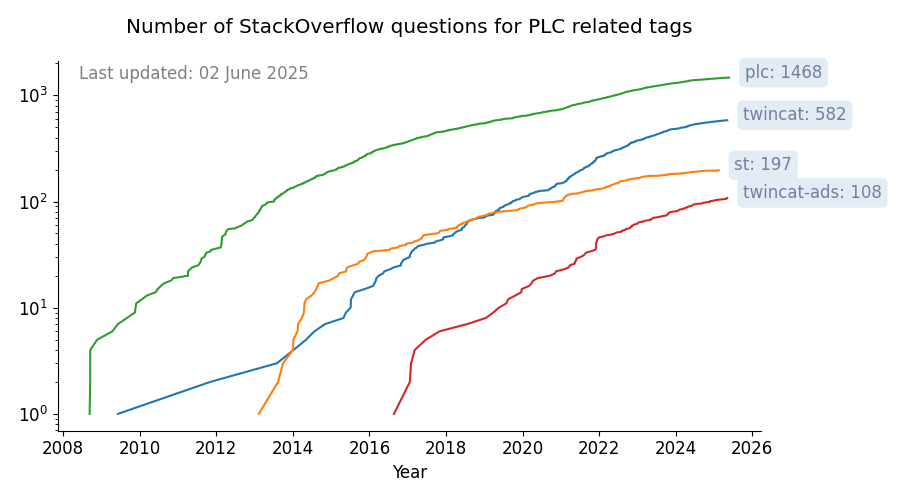 Number of StackOverflow questions for PLC related tags
Last updated: 02 June 2025
plc: 1468
twincat: 582
st: 197
twincat-ads: 108
10³
10²
10¹
10⁰
2008 2010 2012 2014 2016 2018 2020 2022 2024 2026
Year